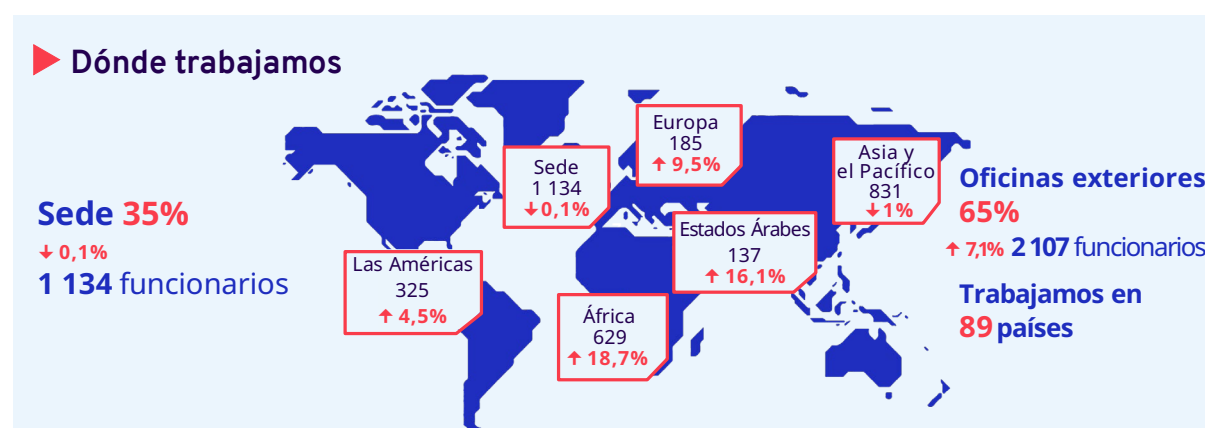 Dónde trabajamos
Sede 35%
↓ 0,1%
1 134 funcionarios
Las Américas
325
↑ 4,5%
Sede
1 134
↓ 0,1%
Europa
185
↑ 9,5%
África
629
↑ 18,7%
Estados Árabes
137
↑ 16,1%
Asia y
el Pacífico
831
↓ 1%
Oficinas exteriores
65%
↑ 7,1% 2 107 funcionarios
Trabajamos en
89 países